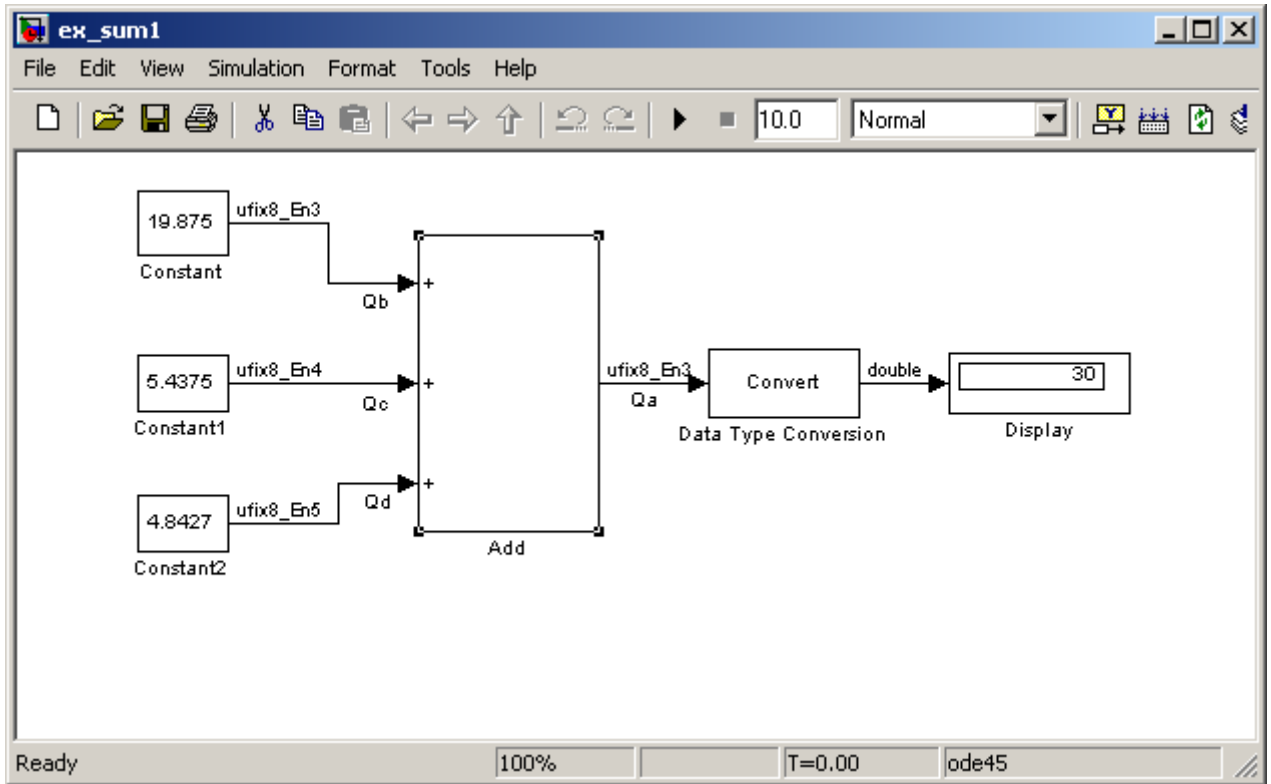 ex_sum1
File Edit View Simulation Format Tools Help
10.0 Normal
19.875
ufix8_En3
Constant
Qb
+
5.4375
ufix8_En4
Constant1
Qc
+
4.8427
ufix8_En5
Constant2
Qd
+
Add
ufix8_En3
Qa
Convert
Data Type Conversion
double
30
Display
Ready 100% T=0.00 ode45